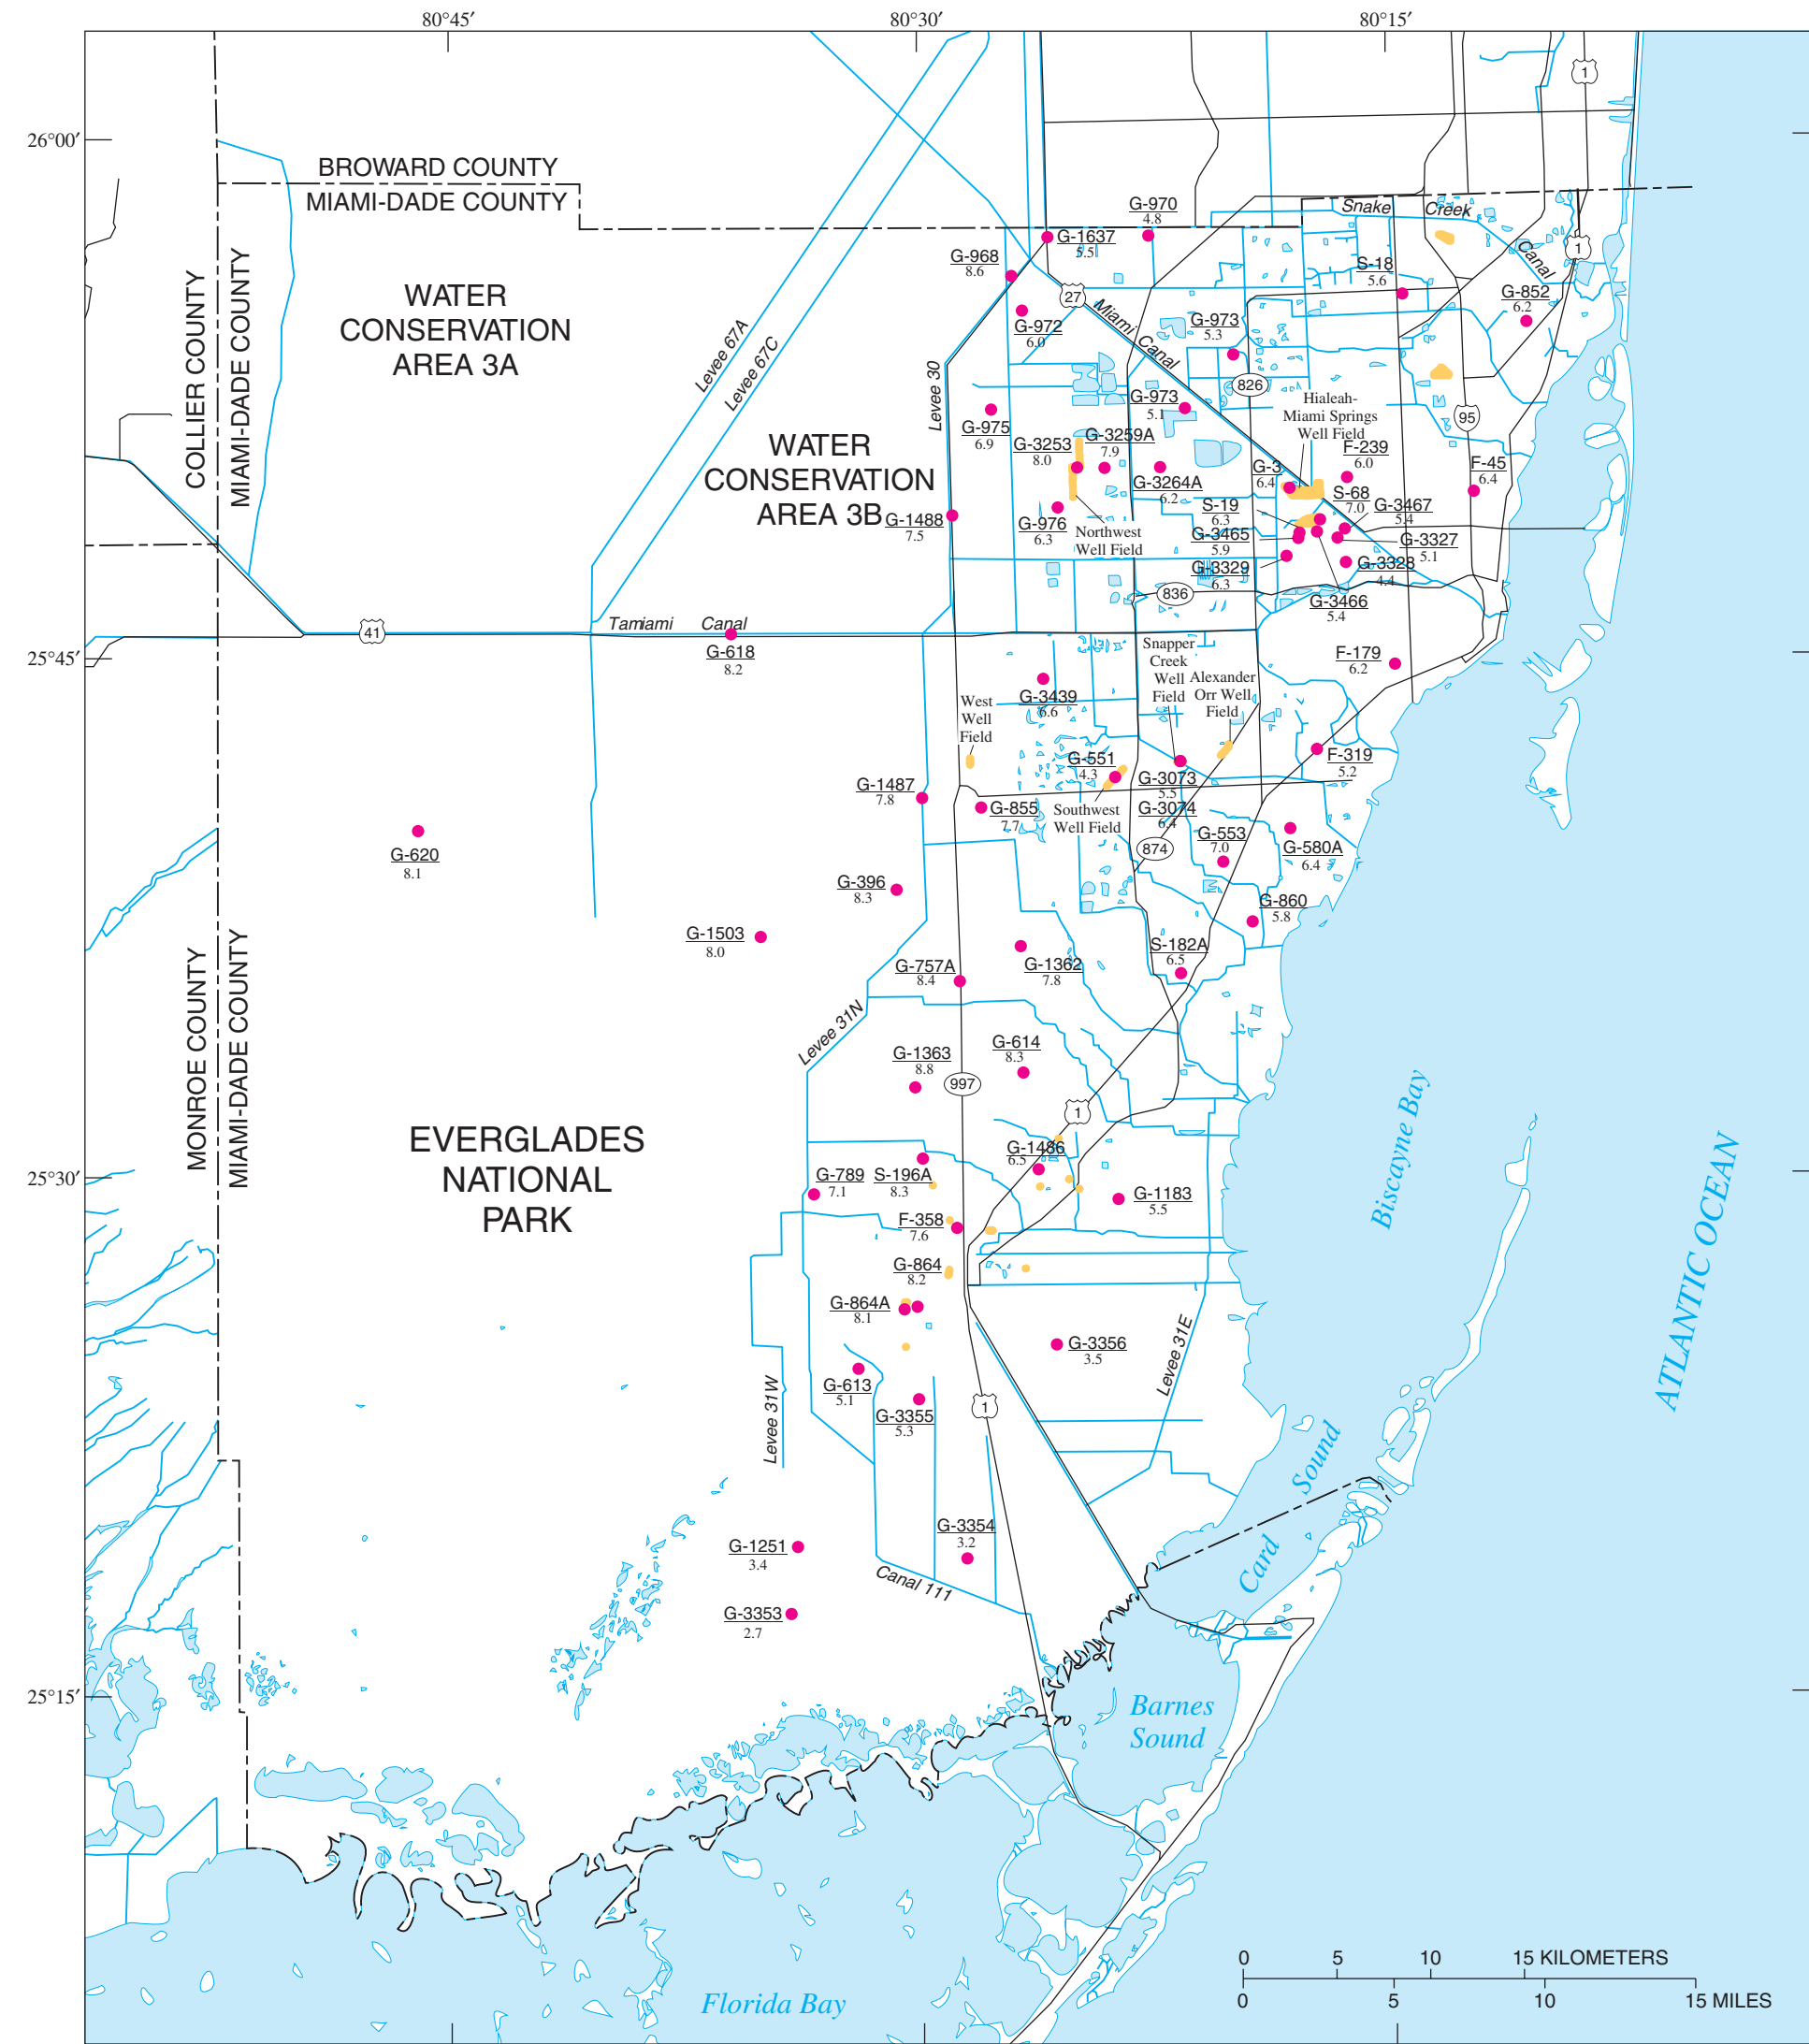 80°45′
80°30′
80°15′
26°00′
25°45′
25°30′
25°15′
BROWARD COUNTY
MIAMI-DADE COUNTY
COLLIER COUNTY
MIAMI-DADE COUNTY
MONROE COUNTY
MIAMI-DADE COUNTY
WATER
CONSERVATION
AREA 3A
WATER
CONSERVATION
AREA 3B
EVERGLADES
NATIONAL
PARK
Levee 67A
Levee 67C
Levee 30
Miami
Canal
Snake
Creek
Canal
Tamiami
Canal
Levee 31N
Levee 31W
Levee 31E
Canal 111
1
1
27
826
95
836
41
874
997
1
1
G-970
4.8
G-1637
5.5
G-968
8.6
G-972
6.0
S-18
5.6
G-852
6.2
G-973
5.3
G-973
5.1
G-975
6.9
G-3253
8.0
G-3259A
7.9
G-3264A
6.2
G-976
6.3
G-1488
7.5
Northwest
Well Field
Hialeah-
Miami Springs
Well Field
G-3
6.4
F-239
6.0
F-45
6.4
S-68
7.0
G-3467
5.4
S-19
6.3
G-3465
5.9
G-3327
5.1
G-3329
6.3
G-3328
4.4
G-3466
5.4
G-618
8.2
F-179
6.2
Snapper
Creek
Well
Field
Alexander
Orr Well
Field
West
Well
Field
G-3439
6.6
G-551
4.3
G-3073
5.5
G-3074
6.4
F-319
5.2
G-1487
7.8
G-855
7.7
Southwest
Well Field
G-553
7.0
G-580A
6.4
G-620
8.1
G-396
8.3
G-860
5.8
G-1503
8.0
S-182A
6.5
G-757A
8.4
G-1362
7.8
G-1363
8.8
G-614
8.3
G-1486
6.5
G-789
7.1
S-196A
8.3
G-1183
5.5
F-358
7.6
G-864
8.2
G-864A
8.1
G-3356
3.5
G-613
5.1
G-3355
5.3
G-3354
3.2
G-1251
3.4
G-3353
2.7
Biscayne Bay
ATLANTIC OCEAN
Card
Sound
Barnes
Sound
Florida Bay
0 5 10 15 KILOMETERS
0 5 10 15 MILES